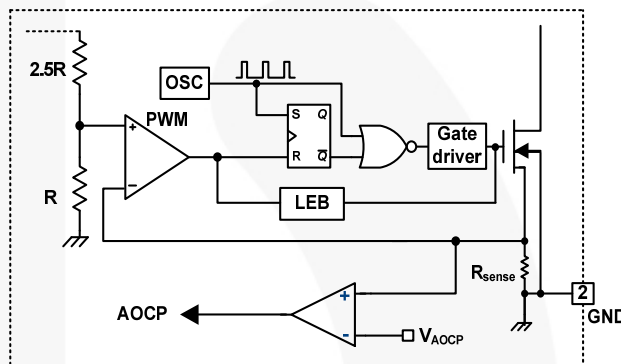 2.5R
OSC
PWM
+
−
S Q
R Q̅
Gate
driver
R
LEB
Rsense
+
-
AOCP
VAOCP
2
GND